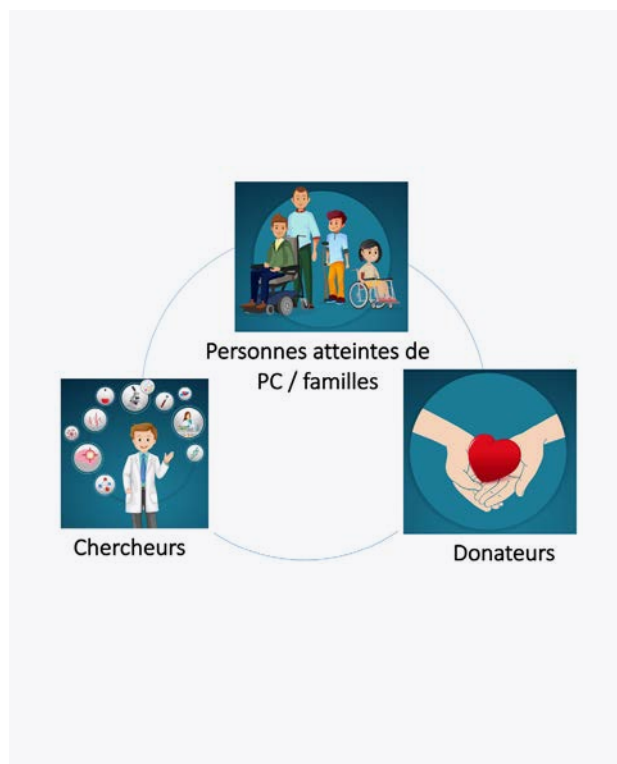 Personnes atteintes de
PC / familles
Chercheurs
Donateurs